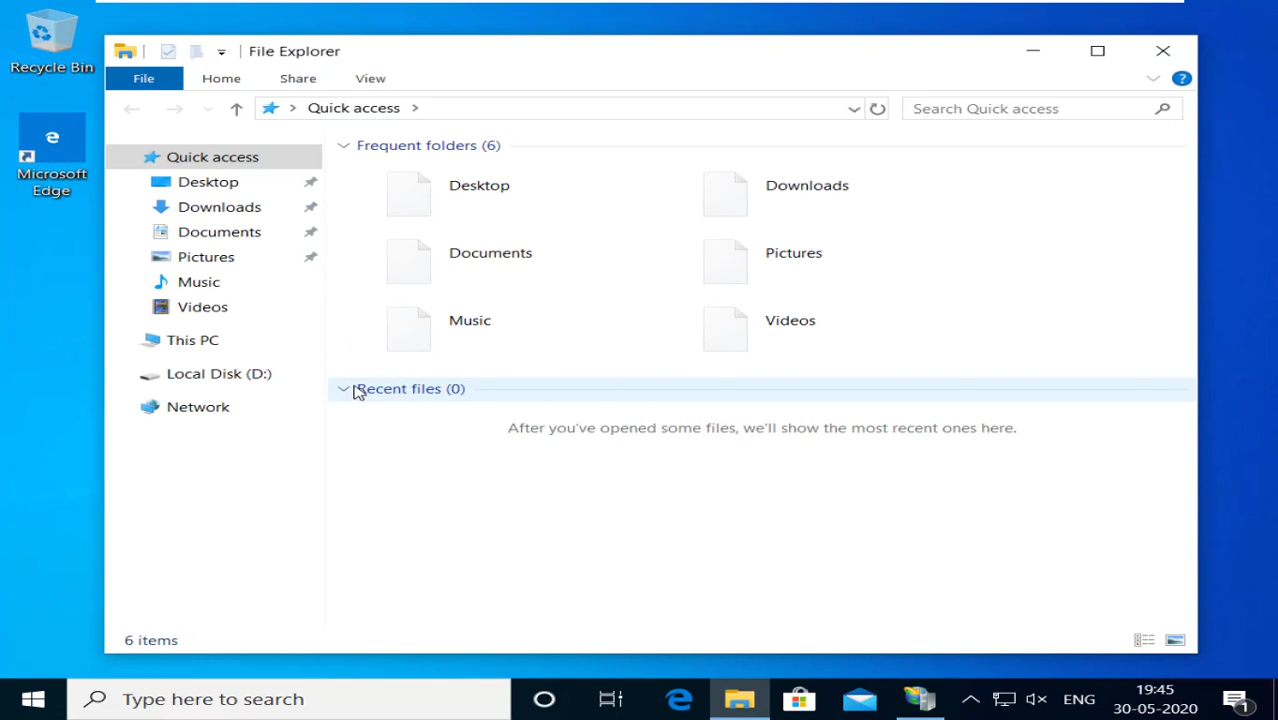 Recycle Bin
Microsoft
Edge
File Explorer
File
Home
Share
View
?
Quick access
Search Quick access
Quick access
Desktop
Downloads
Documents
Pictures
Music
Videos
This PC
Local Disk (D:)
Network
Frequent folders (6)
Desktop
Downloads
Documents
Pictures
Music
Videos
Recent files (0)
After you've opened some files, we'll show the most recent ones here.
6 items
Type here to search
ENG
19:45
30-05-2020
1